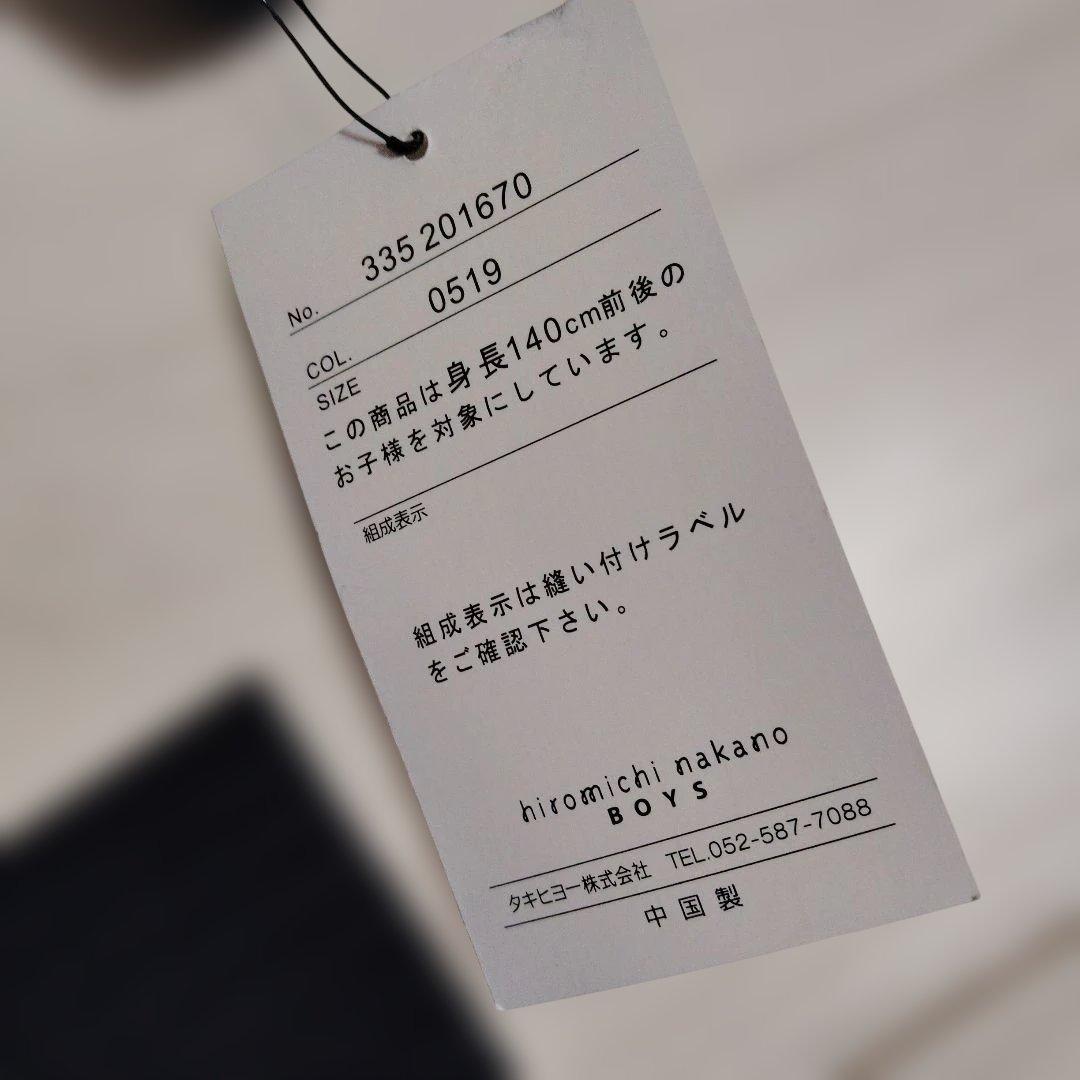 No. 335 201670
COL. 0519
SIZE
この商品は身長140cm前後の
お子様を対象にしています。
組成表示
組成表示は縫い付けラベル
をご確認下さい。
hiromichi nakano
BOYS
タキヒヨー株式会社 TEL.052-587-7088
中国製